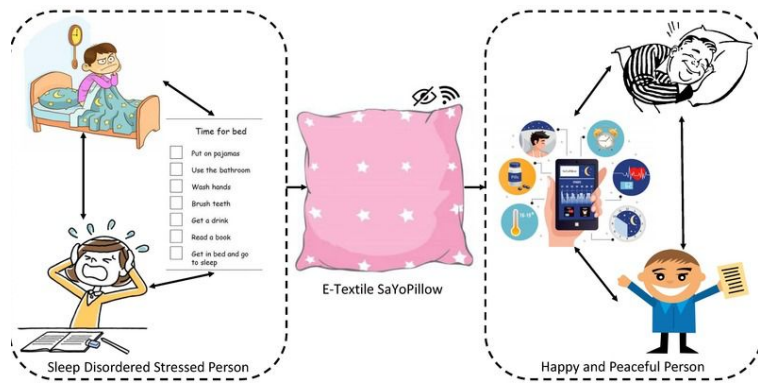 Time for bed
Put on pajamas
Use the bathroom
Wash hands
Brush teeth
Get a drink
Read a book
Get in bed and go
to sleep
Sleep Disordered Stressed Person
E-Textile SaYoPillow
Happy and Peaceful Person